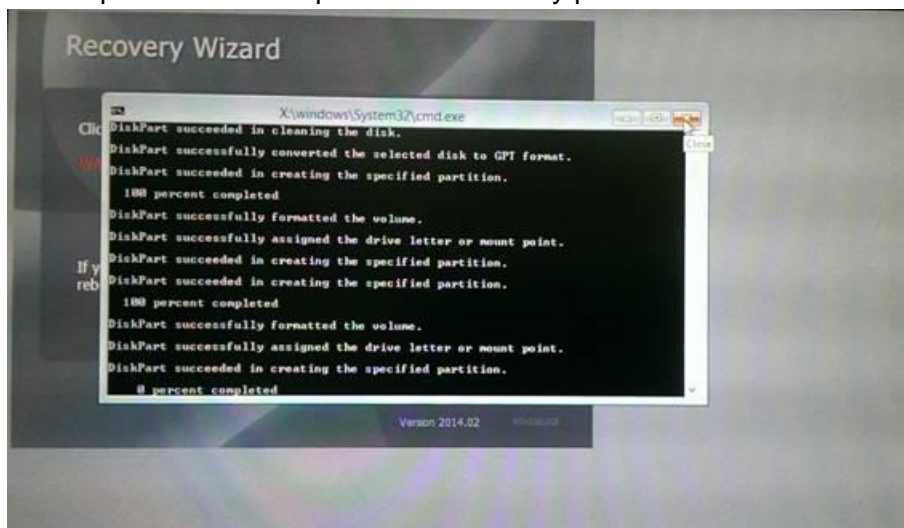 Recovery Wizard
X:\windows\System32\cmd.exe
Close
Clic
DiskPart succeeded in cleaning the disk.
DiskPart successfully converted the selected disk to GPT format.
DiskPart succeeded in creating the specified partition.
100 percent completed
DiskPart successfully formatted the volume.
DiskPart successfully assigned the drive letter or mount point.
DiskPart succeeded in creating the specified partition.
If y
reb
DiskPart succeeded in creating the specified partition.
100 percent completed
DiskPart successfully formatted the volume.
DiskPart successfully assigned the drive letter or mount point.
DiskPart succeeded in creating the specified partition.
0 percent completed
Version 2014.02